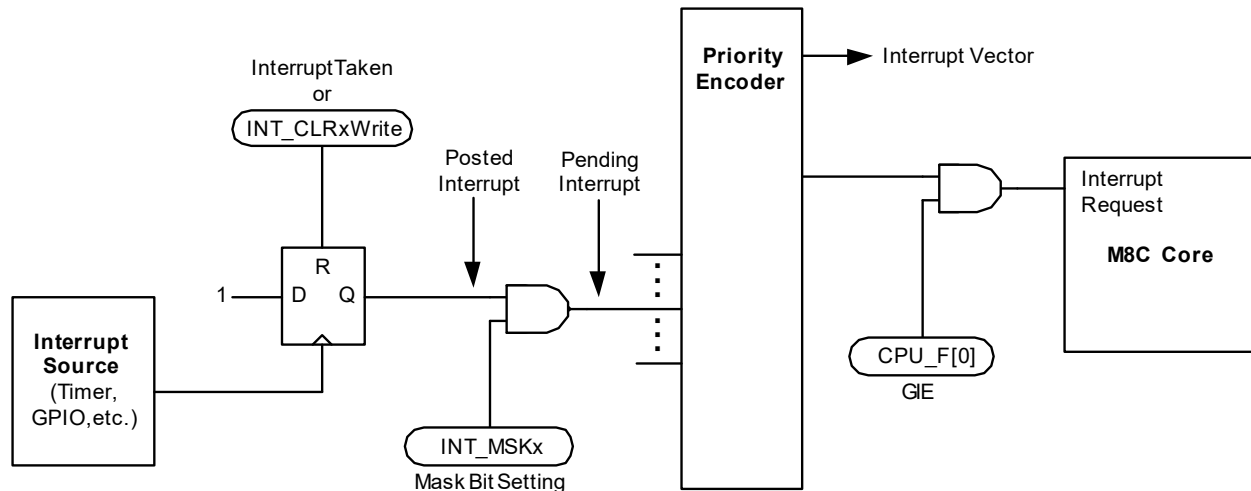 InterruptTaken
or
INT_CLRxWrite
Posted
Interrupt
Pending
Interrupt
Priority
Encoder
Interrupt Vector
Interrupt
Request
M8C Core
R
1
D Q
Interrupt
Source
(Timer,
GPIO,etc.)
INT_MSKx
Mask Bit Setting
CPU_F[0]
GIE